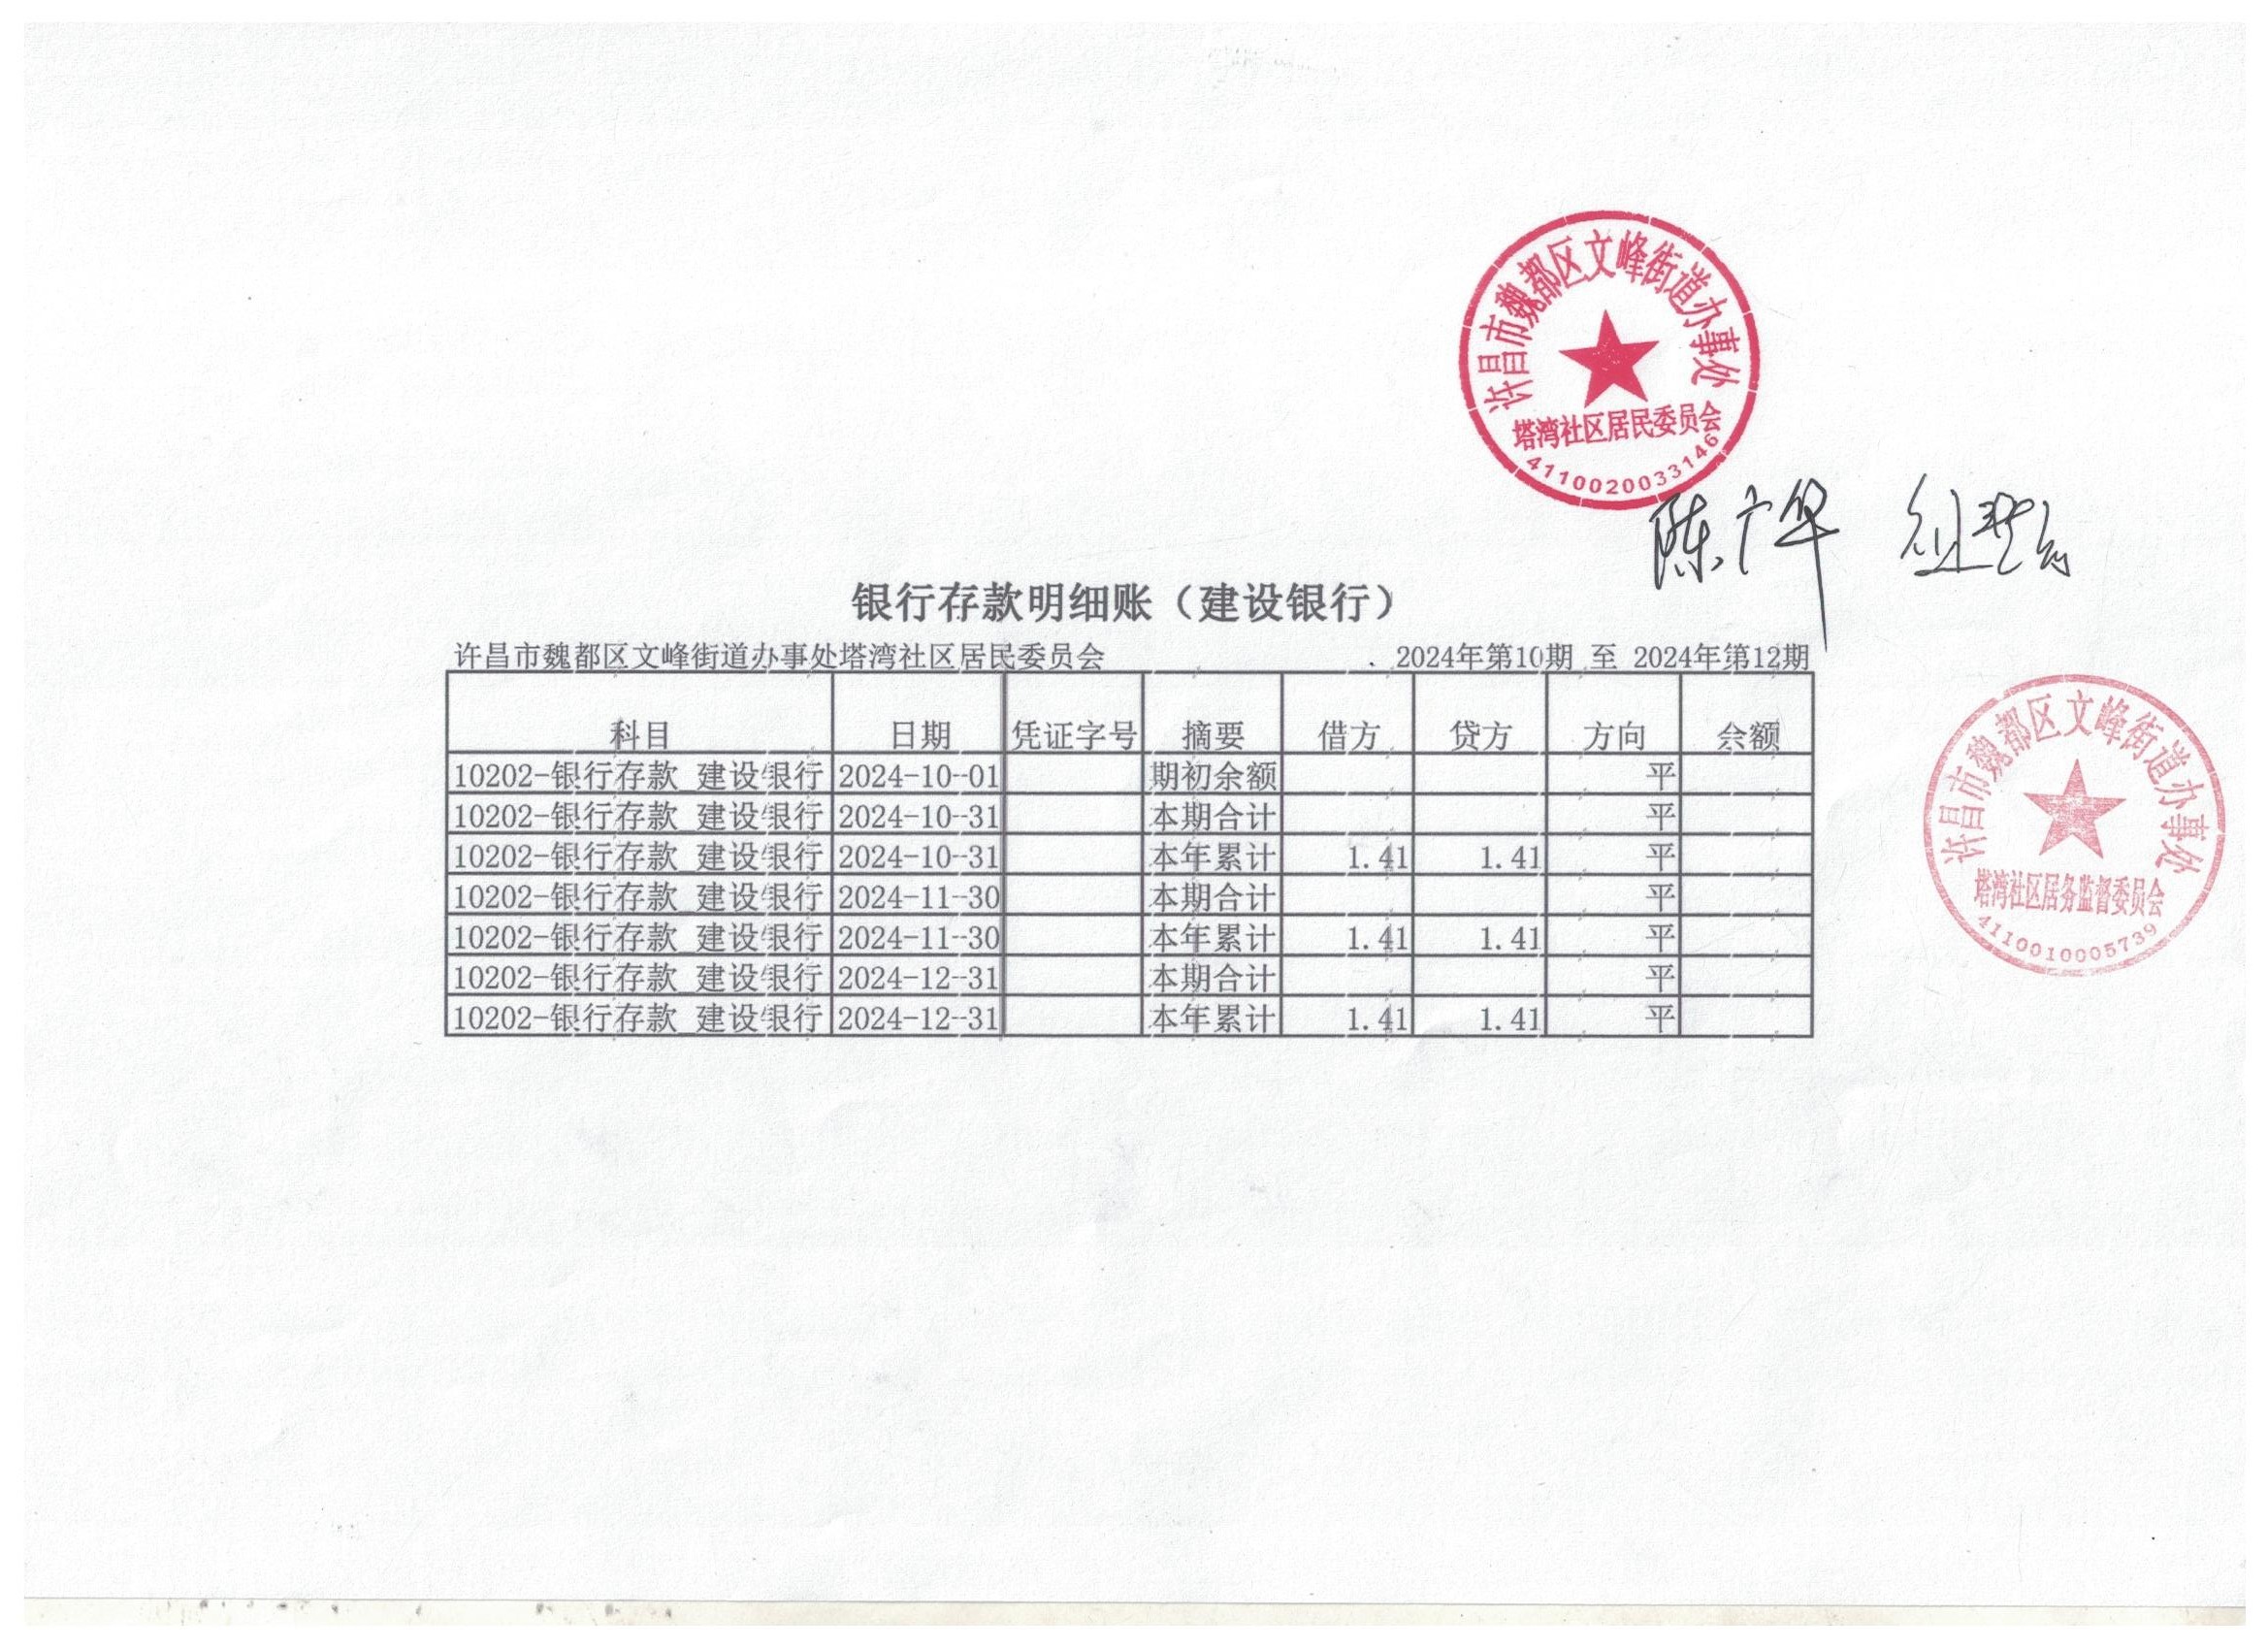 许昌市魏都区文峰街道办事处
塔湾社区居民委员会
4110020033146
陈广华
银行存款明细账（建设银行）
许昌市魏都区文峰街道办事处塔湾社区居民委员会 2024年第10期 至 2024年第12期
科目 日期 凭证字号 摘要 借方 贷方 方向 余额
10202-银行存款_建设银行 2024-10-01 期初余额 平
10202-银行存款_建设银行 2024-10-31 本期合计 平
10202-银行存款_建设银行 2024-10-31 本年累计 1.41 1.41 平
10202-银行存款_建设银行 2024-11-30 本期合计 平
10202-银行存款_建设银行 2024-11-30 本年累计 1.41 1.41 平
10202-银行存款_建设银行 2024-12-31 本期合计 平
10202-银行存款_建设银行 2024-12-31 本年累计 1.41 1.41 平
许昌市魏都区文峰街道办事处
塔湾社区居务监督委员会
4110010005739